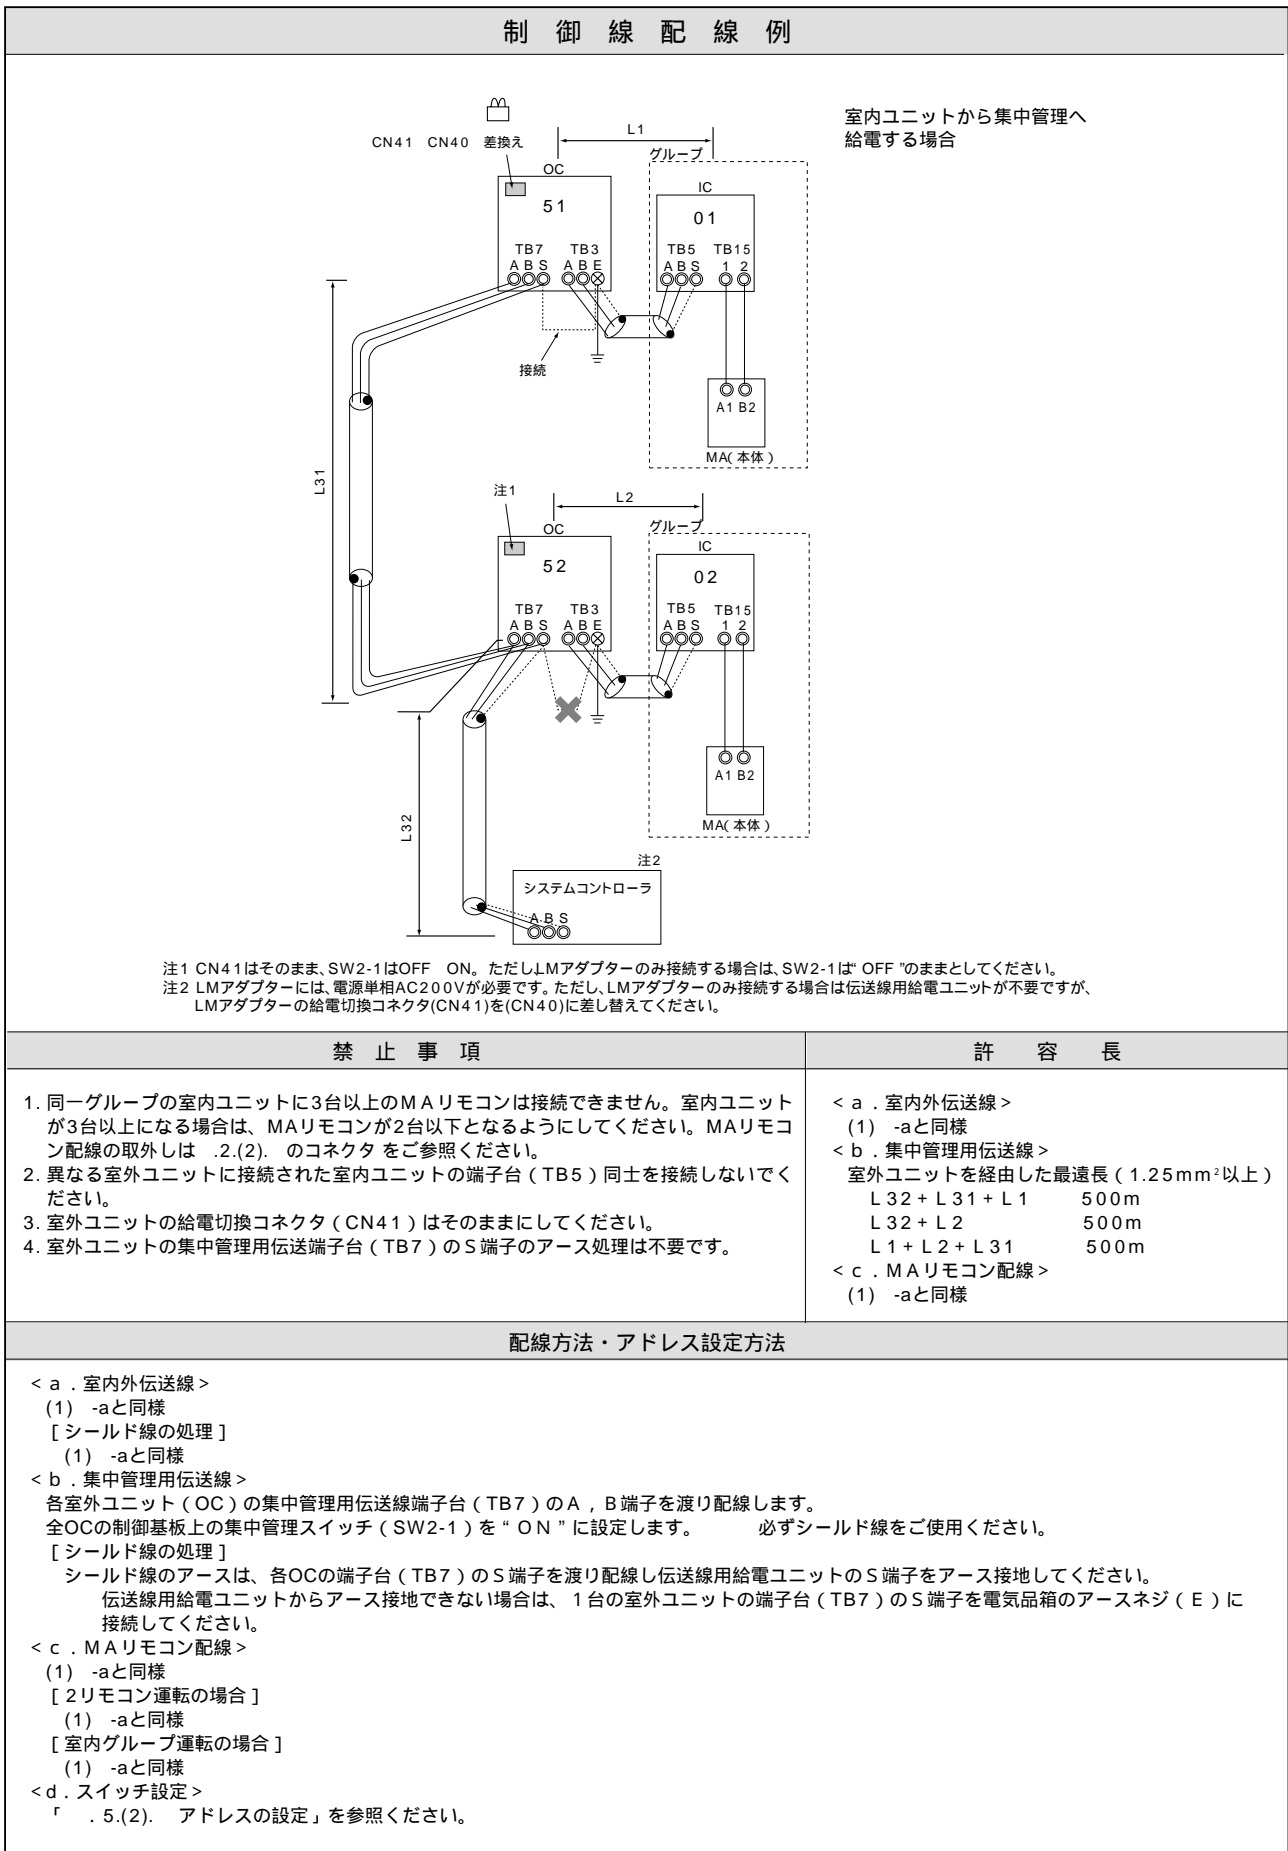 制御線配線例
室内ユニットから集中管理へ
給電する場合
CN41 CN40 差換え
L1
グループ
OC
51
TB7 TB3
A B S A B E
IC
01
TB5 TB15
A B S 1 2
接続
A1 B2
MA(本体)
L31
注1
L2
グループ
OC
52
TB7 TB3
A B S A B E
IC
02
TB5 TB15
A B S 1 2
A1 B2
MA(本体)
L32
注2
システムコントローラ
A B S
注1 CN41はそのまま、SW2-1はOFF ON。ただしLMアダプターのみ接続する場合は、SW2-1は“OFF”のままとしてください。
注2 LMアダプターには、電源単相AC200Vが必要です。ただし、LMアダプターのみ接続する場合は伝送線用給電ユニットが不要ですが、
LMアダプターの給電切換コネクタ(CN41)を(CN40)に差し替えてください。
禁止事項
1. 同一グループの室内ユニットに3台以上のMAリモコンは接続できません。室内ユニット
が3台以上になる場合は、MAリモコンが2台以下となるようにしてください。MAリモコ
ン配線の取外しは .2.(2). のコネクタ をご参照ください。
2. 異なる室外ユニットに接続された室内ユニットの端子台(TB5)同士を接続しないでく
ださい。
3. 室外ユニットの給電切換コネクタ(CN41)はそのままにしてください。
4. 室外ユニットの集中管理用伝送端子台(TB7)のS端子のアース処理は不要です。
許容長
<a.室内外伝送線>
(1) -aと同様
<b.集中管理用伝送線>
室外ユニットを経由した最遠長(1.25mm²以上)
L32+L31+L1 500m
L32+L2 500m
L1+L2+L31 500m
<c.MAリモコン配線>
(1) -aと同様
配線方法・アドレス設定方法
<a.室内外伝送線>
(1) -aと同様
[シールド線の処理]
(1) -aと同様
<b.集中管理用伝送線>
各室外ユニット(OC)の集中管理用伝送線端子台(TB7)のA,B端子を渡り配線します。
全OCの制御基板上の集中管理スイッチ(SW2-1)を“ON”に設定します。 必ずシールド線をご使用ください。
[シールド線の処理]
シールド線のアースは、各OCの端子台(TB7)のS端子を渡り配線し伝送線用給電ユニットのS端子をアース接地してください。
伝送線用給電ユニットからアース接地できない場合は、1台の室外ユニットの端子台(TB7)のS端子を電気品箱のアースネジ(E)に
接続してください。
<c.MAリモコン配線>
(1) -aと同様
[2リモコン運転の場合]
(1) -aと同様
[室内グループ運転の場合]
(1) -aと同様
<d.スイッチ設定>
「 .5.(2). アドレスの設定」を参照ください。